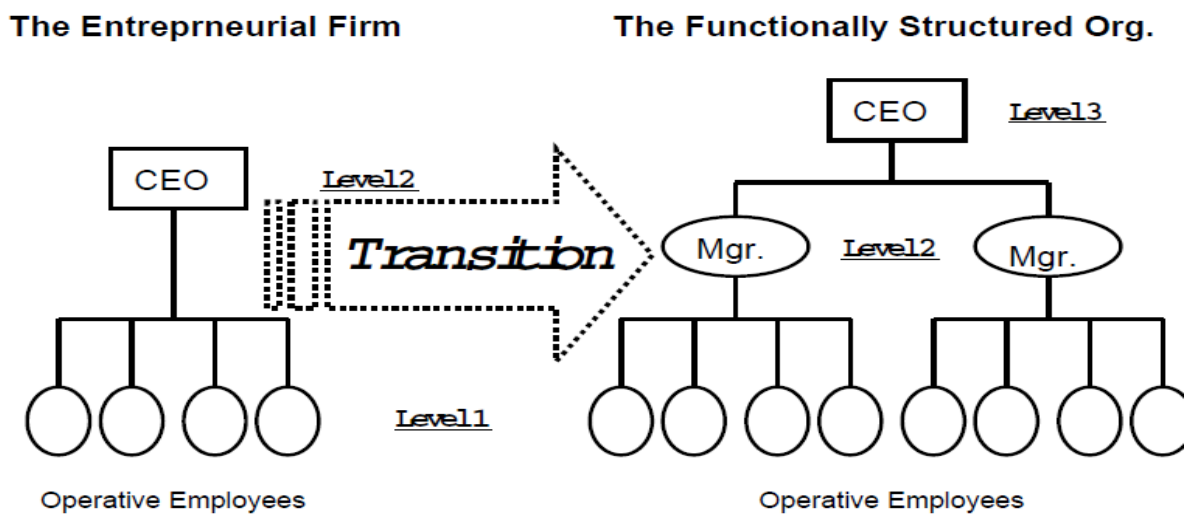 The Entreprneurial Firm
The Functionally Structured Org.
CEO
Level3
CEO
Level2
Transition
Mgr.
Level2
Mgr.
Level1
Operative Employees
Operative Employees